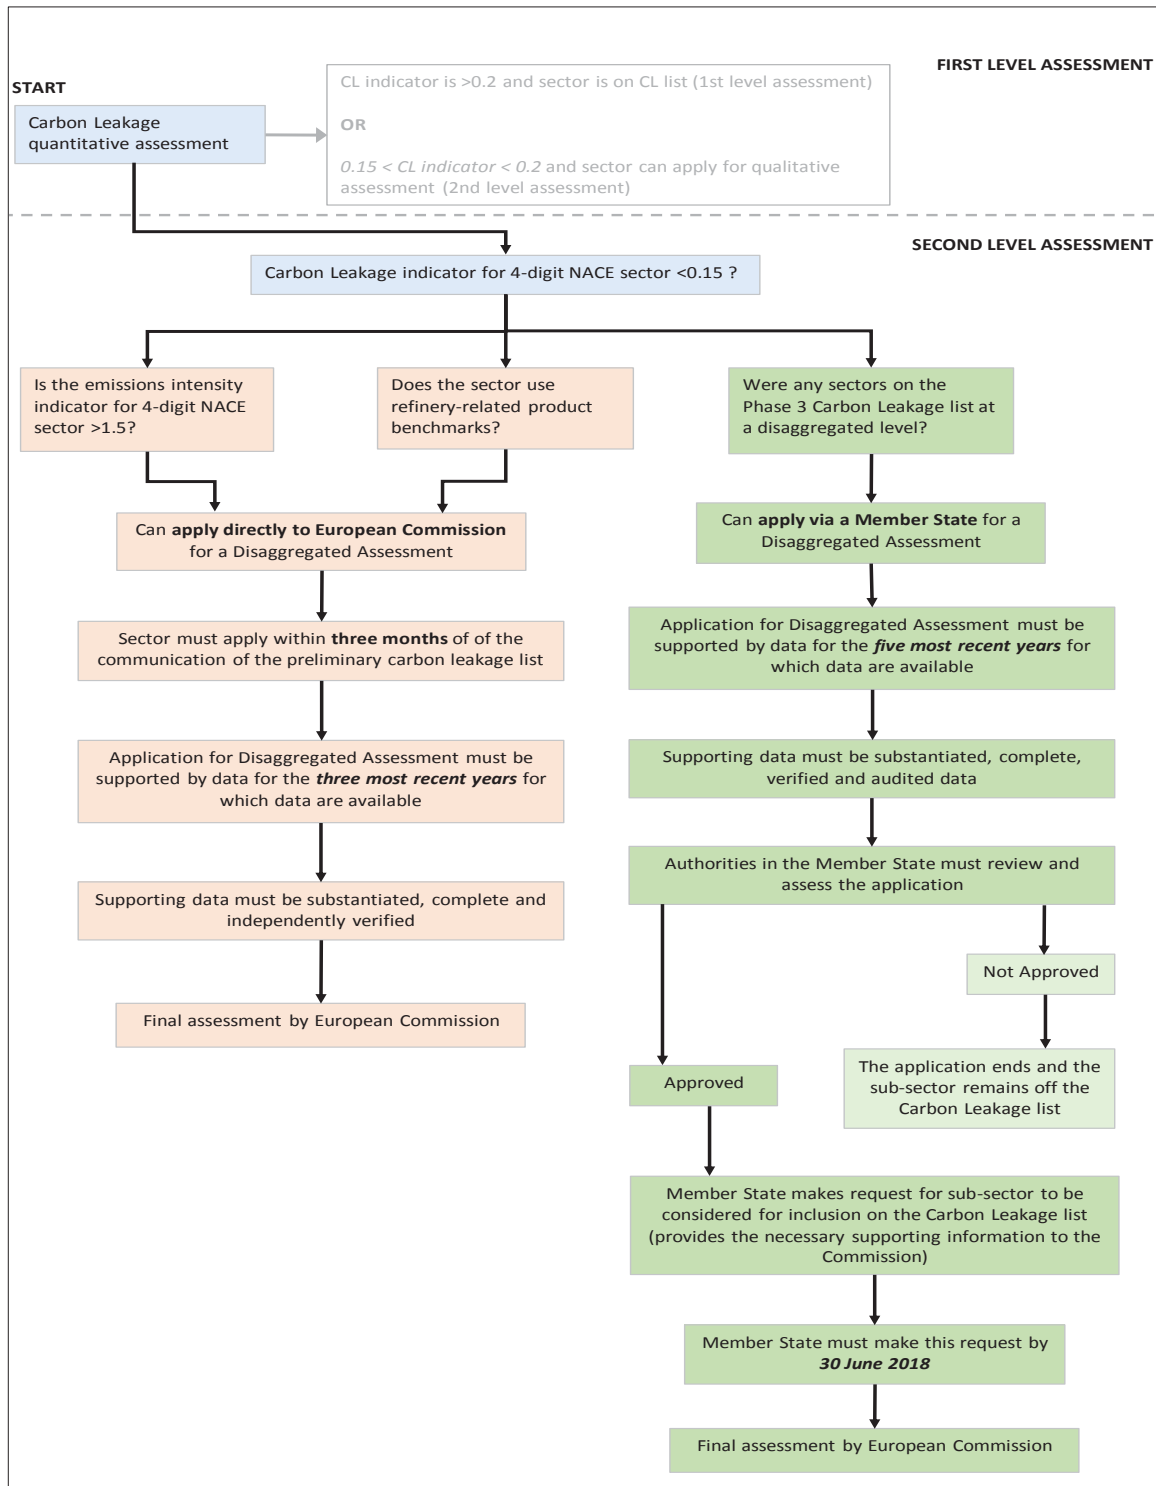 FIRST LEVEL ASSESSMENT
START
Carbon Leakage
quantitative assessment
CL indicator is >0.2 and sector is on CL list (1st level assessment)
OR
0.15 < CL indicator < 0.2 and sector can apply for qualitative
assessment (2nd level assessment)
SECOND LEVEL ASSESSMENT
Carbon Leakage indicator for 4-digit NACE sector <0.15 ?
Is the emissions intensity
indicator for 4-digit NACE
sector >1.5?
Does the sector use
refinery-related product
benchmarks?
Were any sectors on the
Phase 3 Carbon Leakage list at
a disaggregated level?
Can apply directly to European Commission
for a Disaggregated Assessment
Can apply via a Member State for a
Disaggregated Assessment
Sector must apply within three months of of the
communication of the preliminary carbon leakage list
Application for Disaggregated Assessment must be
supported by data for the five most recent years for
which data are available
Application for Disaggregated Assessment must be
supported by data for the three most recent years for
which data are available
Supporting data must be substantiated, complete,
verified and audited data
Authorities in the Member State must review and
assess the application
Supporting data must be substantiated, complete and
independently verified
Not Approved
Final assessment by European Commission
The application ends and the
sub-sector remains off the
Carbon Leakage list
Approved
Member State makes request for sub-sector to be
considered for inclusion on the Carbon Leakage list
(provides the necessary supporting information to the
Commission)
Member State must make this request by
30 June 2018
Final assessment by European Commission